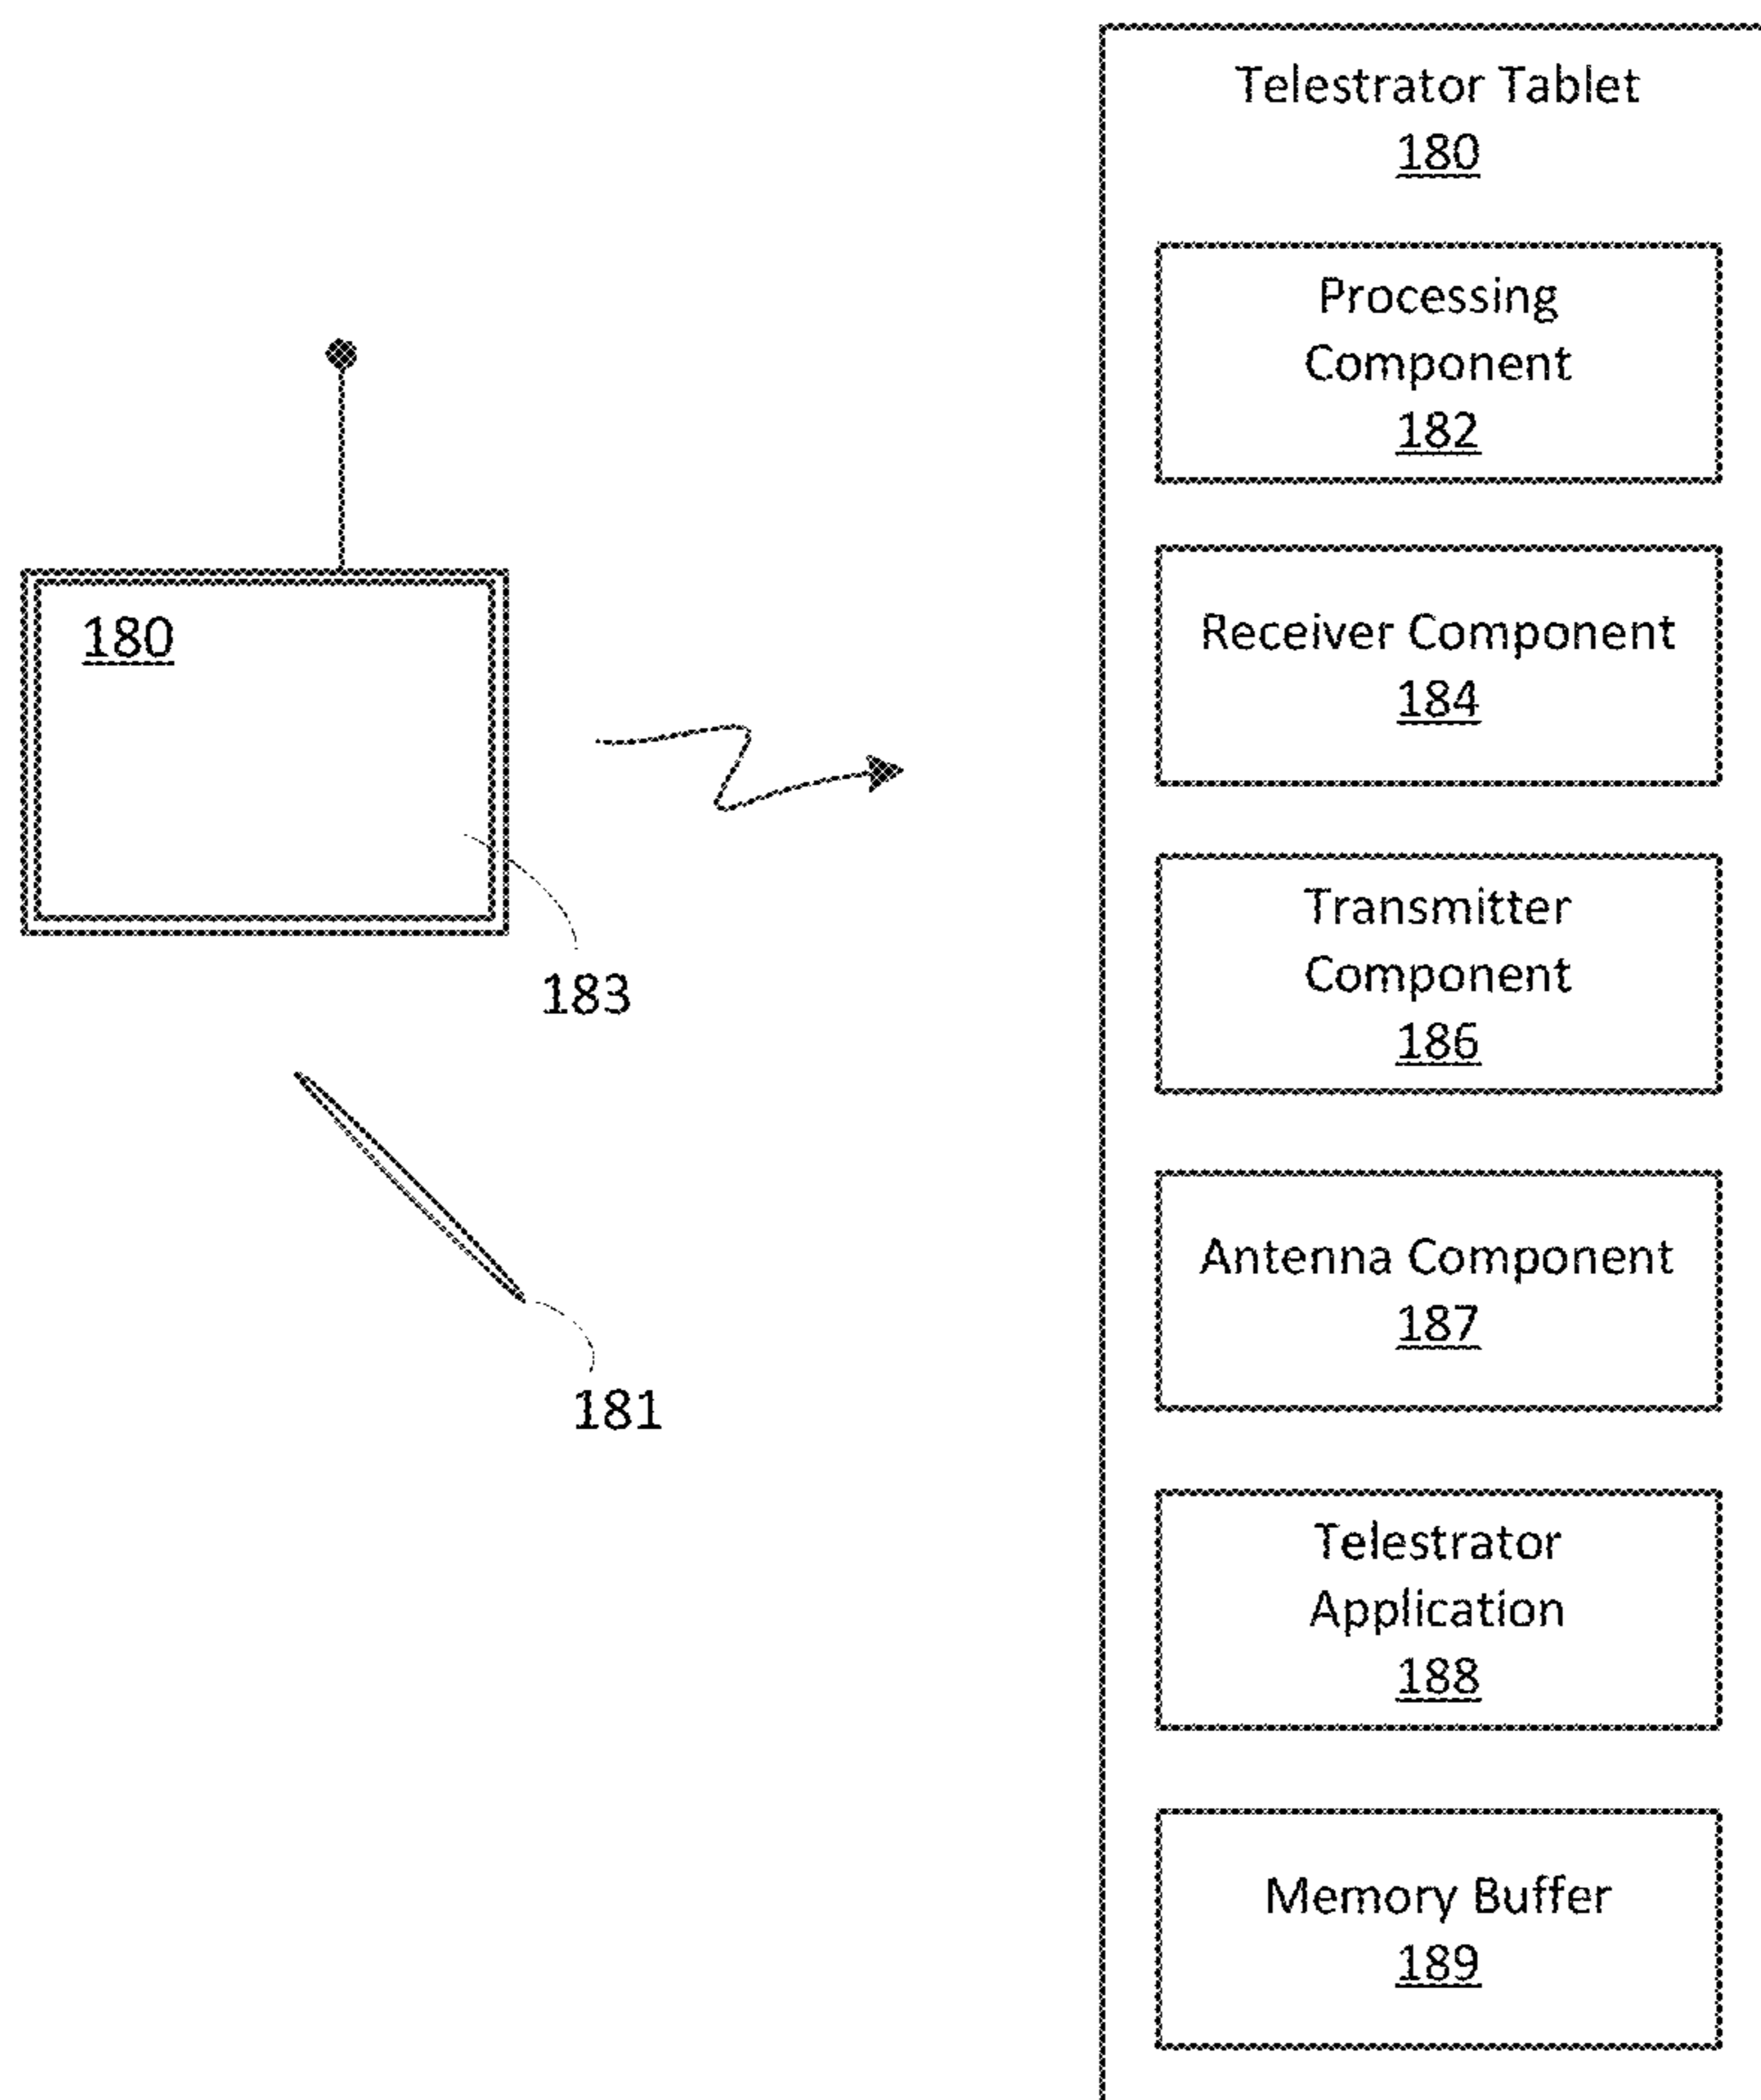 180
183
181
Telestrator Tablet
180
Processing
Component
182
Receiver Component
184
Transmitter
Component
186
Antenna Component
187
Telestrator
Application
188
Memory Buffer
189